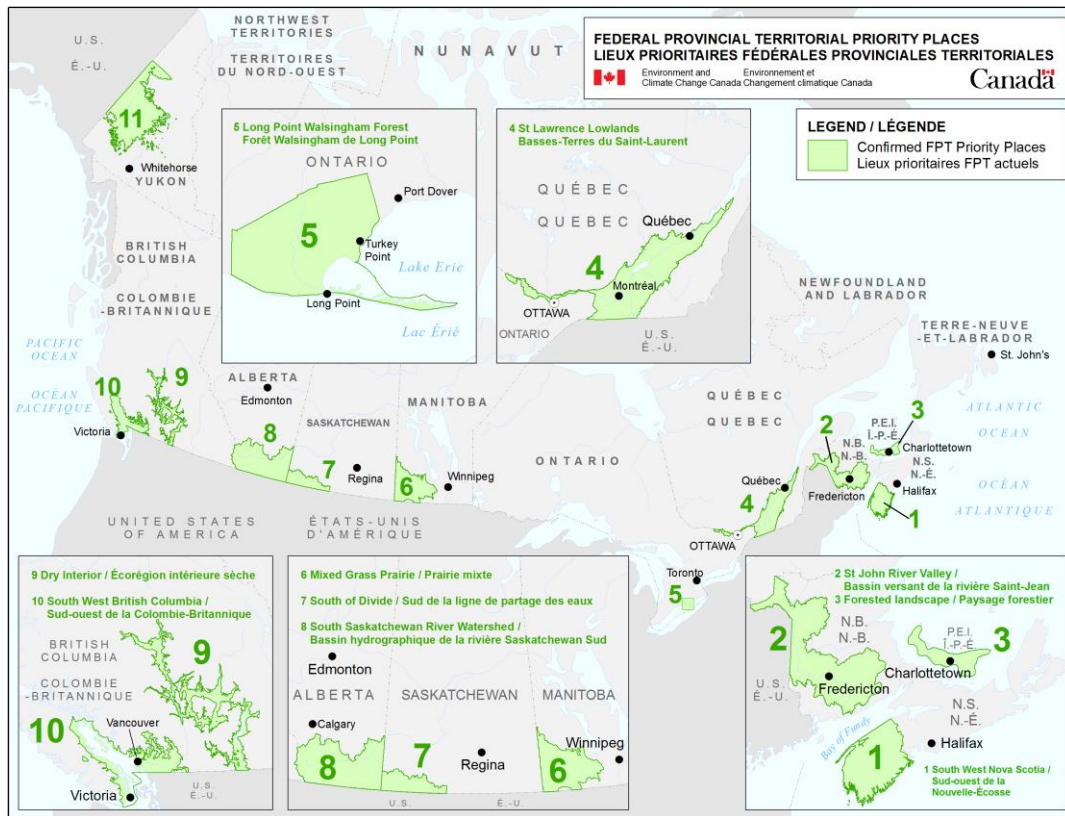 FEDERAL PROVINCIAL TERRITORIAL PRIORITY PLACES
LIEUX PRIORITAIRES FÉDÉRALES PROVINCIALES TERRITORIALES
Environment and
Climate Change Canada
Environnement et
Changement climatique Canada
Canada
LEGEND / LÉGENDE
Confirmed FPT Priority Places
Lieux prioritaires FPT actuels
U.S.
É.-U.
NORTHWEST
TERRITORIES
TERRITOIRES
DU NORD-OUEST
NUNAVUT
11
Whitehorse
YUKON
BRITISH
COLUMBIA
COLOMBIE
-BRITANNIQUE
PACIFIC
OCEAN
OCÉAN
PACIFIQUE
10
9
Victoria
ALBERTA
Edmonton
8
SASKATCHEWAN
7
Regina
MANITOBA
6
Winnipeg
ONTARIO
UNITED STATES
OF AMERICA
ÉTATS-UNIS
D'AMÉRIQUE
QUÉBEC
QUEBEC
Québec
4
OTTAWA
Toronto
5
NEWFOUNDLAND
AND LABRADOR
TERRE-NEUVE
-ET-LABRADOR
St. John's
2
N.B.
N.-B.
Fredericton
P.E.I.
Î.-P.-É.
3
Charlottetown
N.S.
N.-É.
Halifax
1
ATLANTIC
OCEAN
OCÉAN
ATLANTIQUE
5 Long Point Walsingham Forest
Forêt Walsingham de Long Point
ONTARIO
Port Dover
5
Turkey
Point
Lake Erie
Long Point
Lac Érié
4 St Lawrence Lowlands
Basses-Terres du Saint-Laurent
QUÉBEC
QUEBEC
Québec
4
Montréal
OTTAWA
ONTARIO
U.S.
É.-U.
9 Dry Interior / Écorégion intérieure sèche
10 South West British Columbia /
Sud-ouest de la Colombie-Britannique
BRITISH
COLUMBIA
9
COLOMBIE
-BRITANNIQUE
10
Vancouver
Victoria
U.S.
É.-U.
6 Mixed Grass Prairie / Prairie mixte
7 South of Divide / Sud de la ligne de partage des eaux
8 South Saskatchewan River Watershed /
Bassin hydrographique de la rivière Saskatchewan Sud
Edmonton
ALBERTA
SASKATCHEWAN
MANITOBA
Calgary
8
7
Regina
6
Winnipeg
U.S.
É.-U.
2 St John River Valley /
Bassin versant de la rivière Saint-Jean
3 Forested landscape / Paysage forestier
2
N.B.
N.-B.
P.E.I.
Î.-P.-É.
3
Charlottetown
U.S.
É.-U.
Fredericton
N.S.
N.-É.
Bay of Fundy
Halifax
1
1 South West Nova Scotia /
Sud-ouest de la
Nouvelle-Écosse